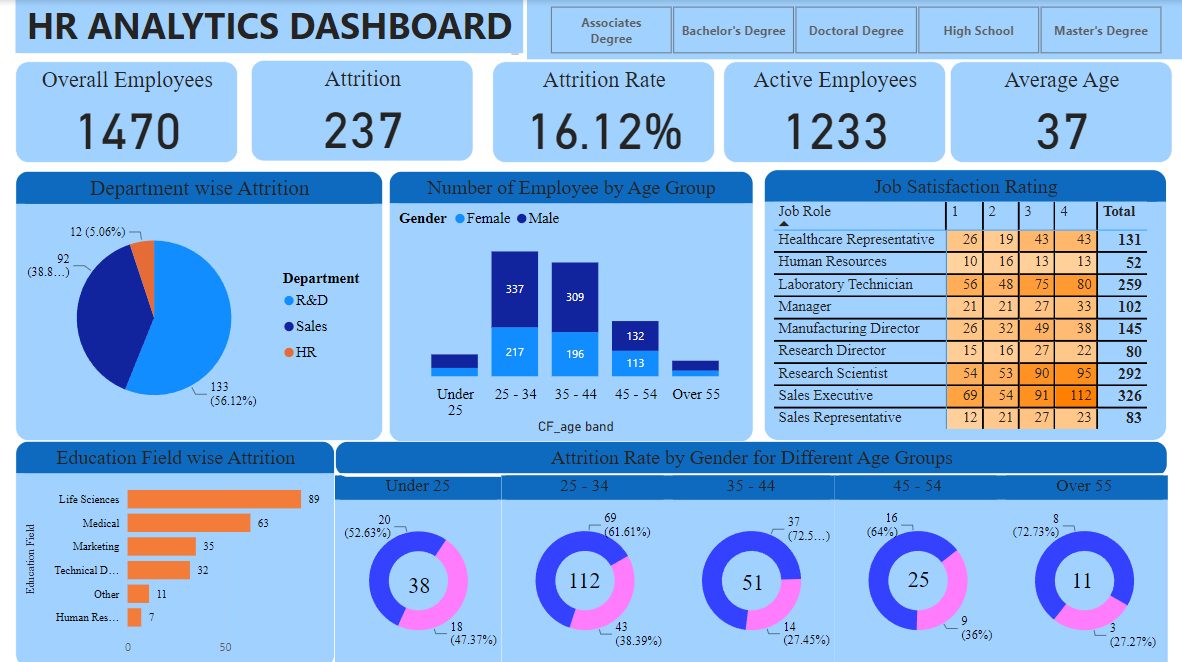 HR ANALYTICS DASHBOARD
Associates
Degree
Bachelor's Degree
Doctoral Degree
High School
Master's Degree
Overall Employees
1470
Attrition
237
Attrition Rate
16.12%
Active Employees
1233
Average Age
37
Department wise Attrition
12 (5.06%)
92
(38.8...)
133
(56.12%)
Department
R&D
Sales
HR
Number of Employee by Age Group
Gender Female Male
337
309
132
217
196
113
Under
25
25 - 34
35 - 44
45 - 54
Over 55
CF_age band
Job Satisfaction Rating
Job Role 1 2 3 4 Total
Healthcare Representative 26 19 43 43 131
Human Resources 10 16 13 13 52
Laboratory Technician 56 48 75 80 259
Manager 21 21 27 33 102
Manufacturing Director 26 32 49 38 145
Research Director 15 16 27 22 80
Research Scientist 54 53 90 95 292
Sales Executive 69 54 91 112 326
Sales Representative 12 21 27 23 83
Education Field wise Attrition
Education Field
Life Sciences 89
Medical 63
Marketing 35
Technical D... 32
Other 11
Human Res... 7
0 50
Attrition Rate by Gender for Different Age Groups
Under 25
20
(52.63%)
38
18
(47.37%)
25 - 34
69
(61.61%)
112
43
(38.39%)
35 - 44
37
(72.5...)
51
14
(27.45%)
45 - 54
16
(64%)
25
9
(36%)
Over 55
8
(72.73%)
11
3
(27.27%)